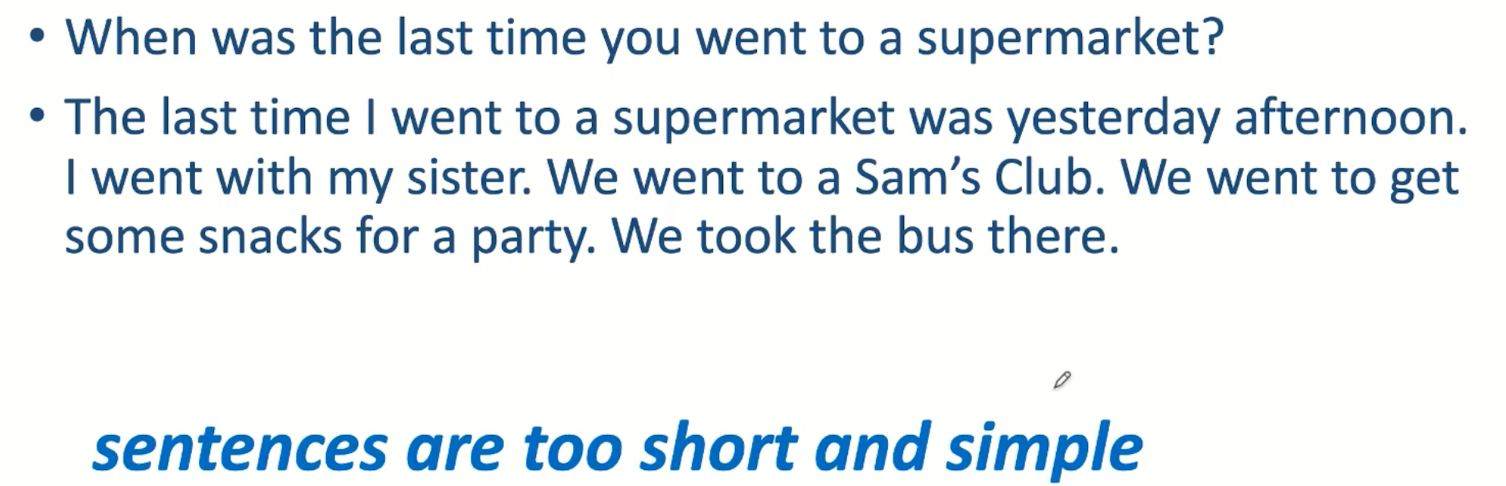 • When was the last time you went to a supermarket?
• The last time I went to a supermarket was yesterday afternoon.
I went with my sister. We went to a Sam’s Club. We went to get
some snacks for a party. We took the bus there.
sentences are too short and simple